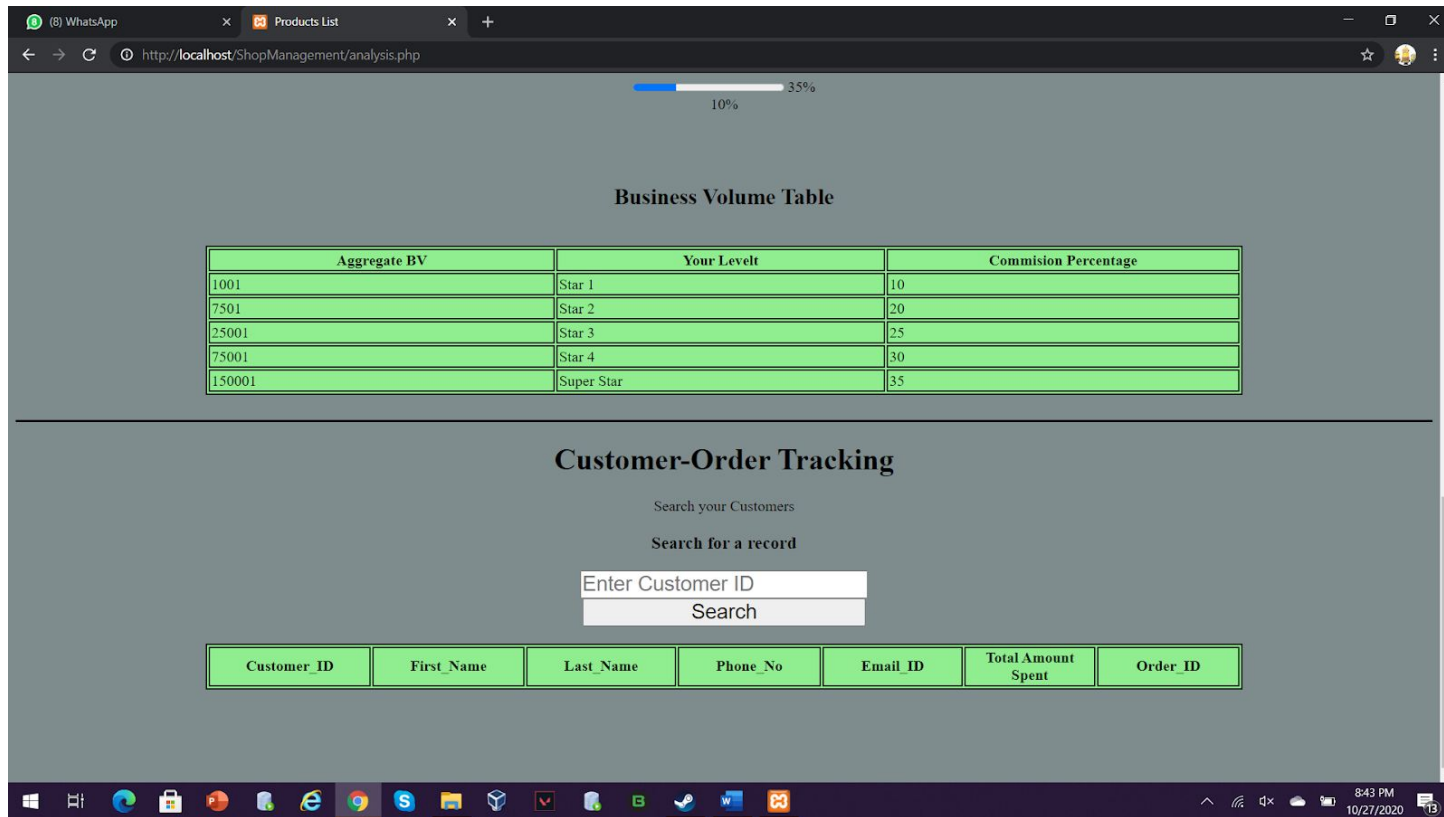 (8) WhatsApp
Products List
http://localhost/ShopManagement/analysis.php
35%
10%
Business Volume Table
Aggregate BV Your Levelt Commision Percentage
1001 Star 1 10
7501 Star 2 20
25001 Star 3 25
75001 Star 4 30
150001 Super Star 35
Customer-Order Tracking
Search your Customers
Search for a record
Enter Customer ID
Search
Customer_ID First_Name Last_Name Phone_No Email_ID Total Amount Spent Order_ID
8:43 PM
10/27/2020
13